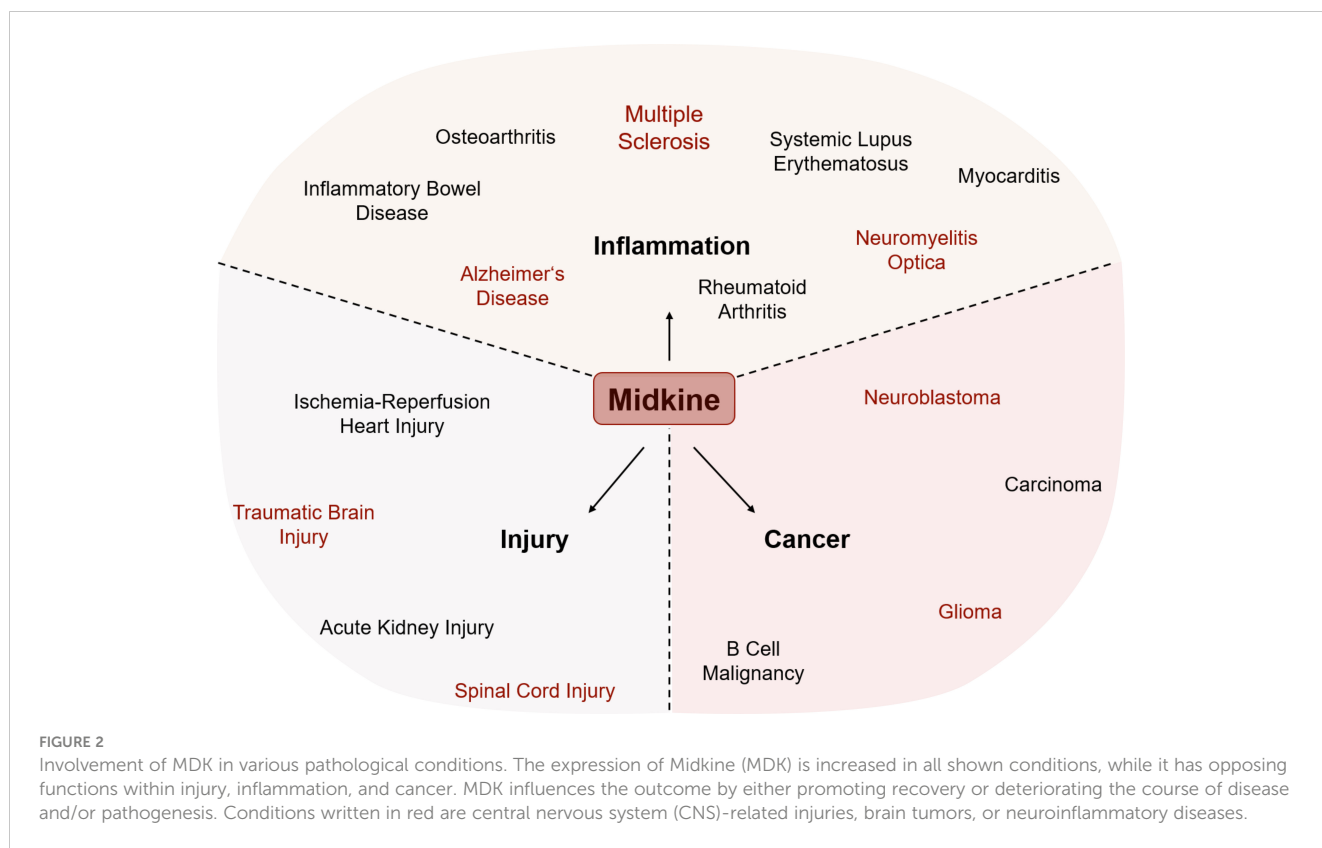 Multiple
Sclerosis
Osteoarthritis
Systemic Lupus
Erythematosus
Myocarditis
Inflammatory Bowel
Disease
Inflammation
Neuromyelitis
Optica
Alzheimer‘s
Disease
Rheumatoid
Arthritis
Midkine
Ischemia-Reperfusion
Heart Injury
Traumatic Brain
Injury
Injury
Acute Kidney Injury
Spinal Cord Injury
Neuroblastoma
Carcinoma
Cancer
Glioma
B Cell
Malignancy
FIGURE 2
Involvement of MDK in various pathological conditions. The expression of Midkine (MDK) is increased in all shown conditions, while it has opposing
functions within injury, inflammation, and cancer. MDK influences the outcome by either promoting recovery or deteriorating the course of disease
and/or pathogenesis. Conditions written in red are central nervous system (CNS)-related injuries, brain tumors, or neuroinflammatory diseases.